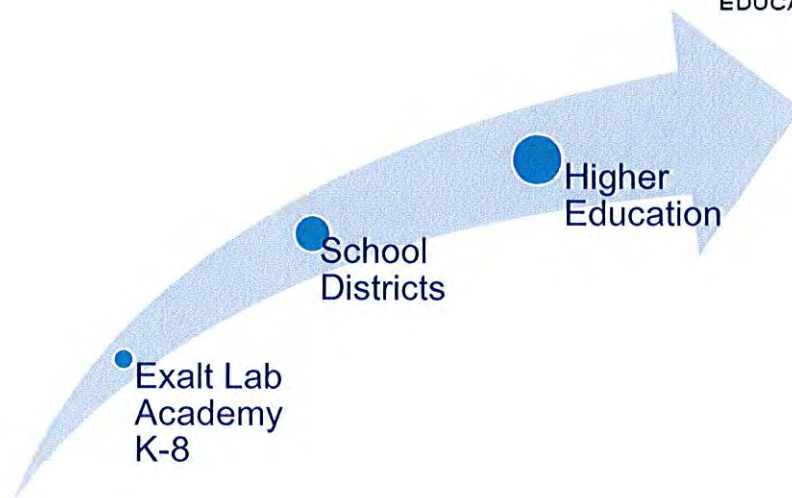 Higher
Education
School
Districts
Exalt Lab
Academy
K-8